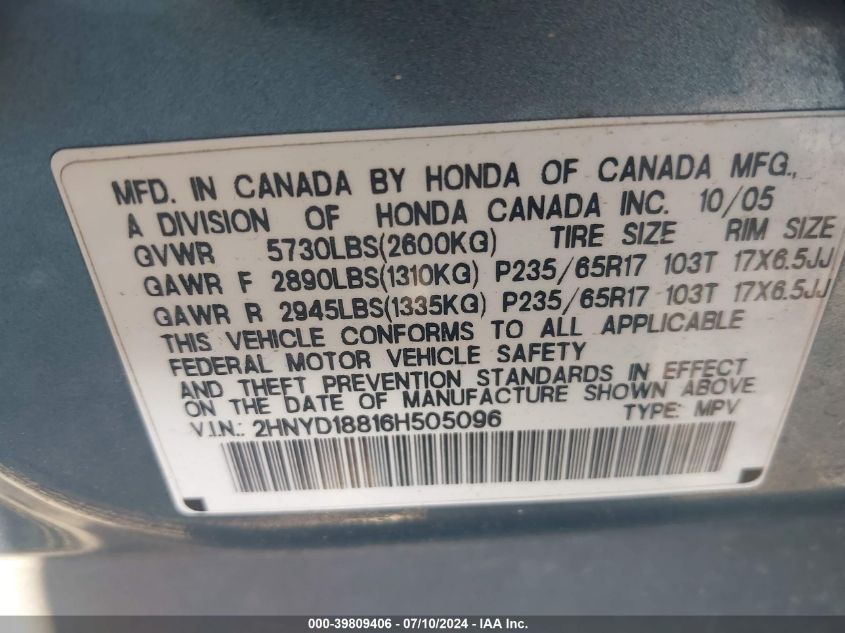 MFD. IN CANADA BY HONDA OF CANADA MFG.,
A DIVISION OF HONDA CANADA INC. 10/05
GVWR 5730LBS(2600KG) TIRE SIZE RIM SIZE
GAWR F 2890LBS(1310KG) P235/65R17 103T 17X6.5JJ
GAWR R 2945LBS(1335KG) P235/65R17 103T 17X6.5JJ
THIS VEHICLE CONFORMS TO ALL APPLICABLE
FEDERAL MOTOR VEHICLE SAFETY
AND THEFT PREVENTION STANDARDS IN EFFECT
ON THE DATE OF MANUFACTURE SHOWN ABOVE
V.I.N.: 2HNYD18816H505096 TYPE: MPV
000-39809406 - 07/10/2024 - IAA Inc.